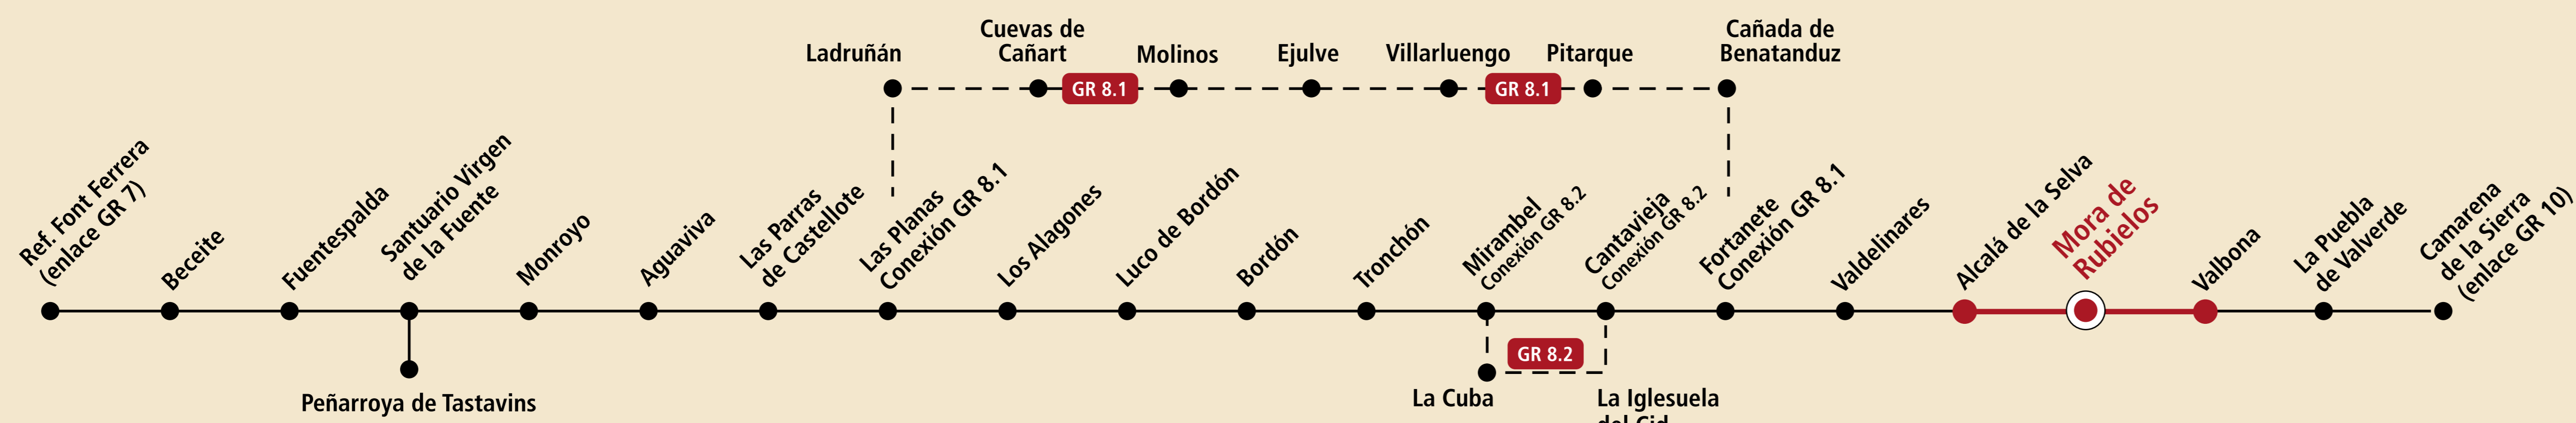 Cuevas de
Cañart
Cañada de
Benatanduz
Ladruñán
Molinos
Ejulve
Villarluengo
Pitarque
GR 8.1
GR 8.1
Ref. Font Ferrera
(enlace GR 7)
Beceite
Fuentespalda
Santuario Virgen
de la Fuente
Monroyo
Aguaviva
Las Parras
de Castellote
Las Planas
Conexión GR 8.1
Los Alagones
Luco de Bordón
Bordón
Tronchón
Mirambel
Conexión GR 8.2
Cantavieja
Conexión GR 8.2
Fortanete
Conexión GR 8.1
Valdelinares
Alcalá de la Selva
Mora de
Rubielos
Valbona
La Puebla
de Valverde
Camarena
de la Sierra
(enlace GR 10)
GR 8.2
Peñarroya de Tastavins
La Cuba
La Iglesuela
del Cid